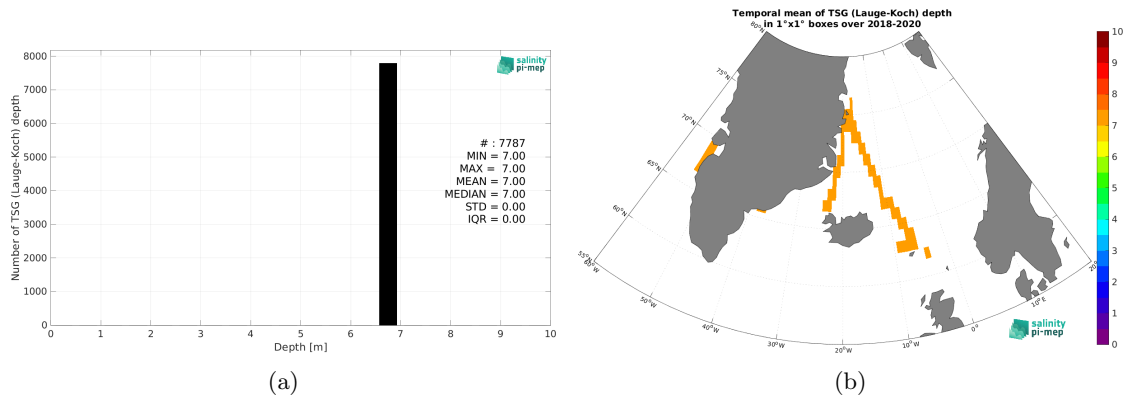 Number of TSG (Lauge-Koch) depth
8000
7000
6000
5000
4000
3000
2000
1000
0
0 1 2 3 4 5 6 7 8 9 10
Depth [m]
salinity
pi-mep
# : 7787
MIN = 7.00
MAX = 7.00
MEAN = 7.00
MEDIAN = 7.00
STD = 0.00
IQR = 0.00
(a)
Temporal mean of TSG (Lauge-Koch) depth
in 1°x1° boxes over 2018-2020
80°N
75°N
70°N
65°N
60°N
55°N
60°W
50°W
40°W
30°W
20°W
10°W
0°
10°E
salinity
pi-mep
10
9
8
7
6
5
4
3
2
1
0
(b)